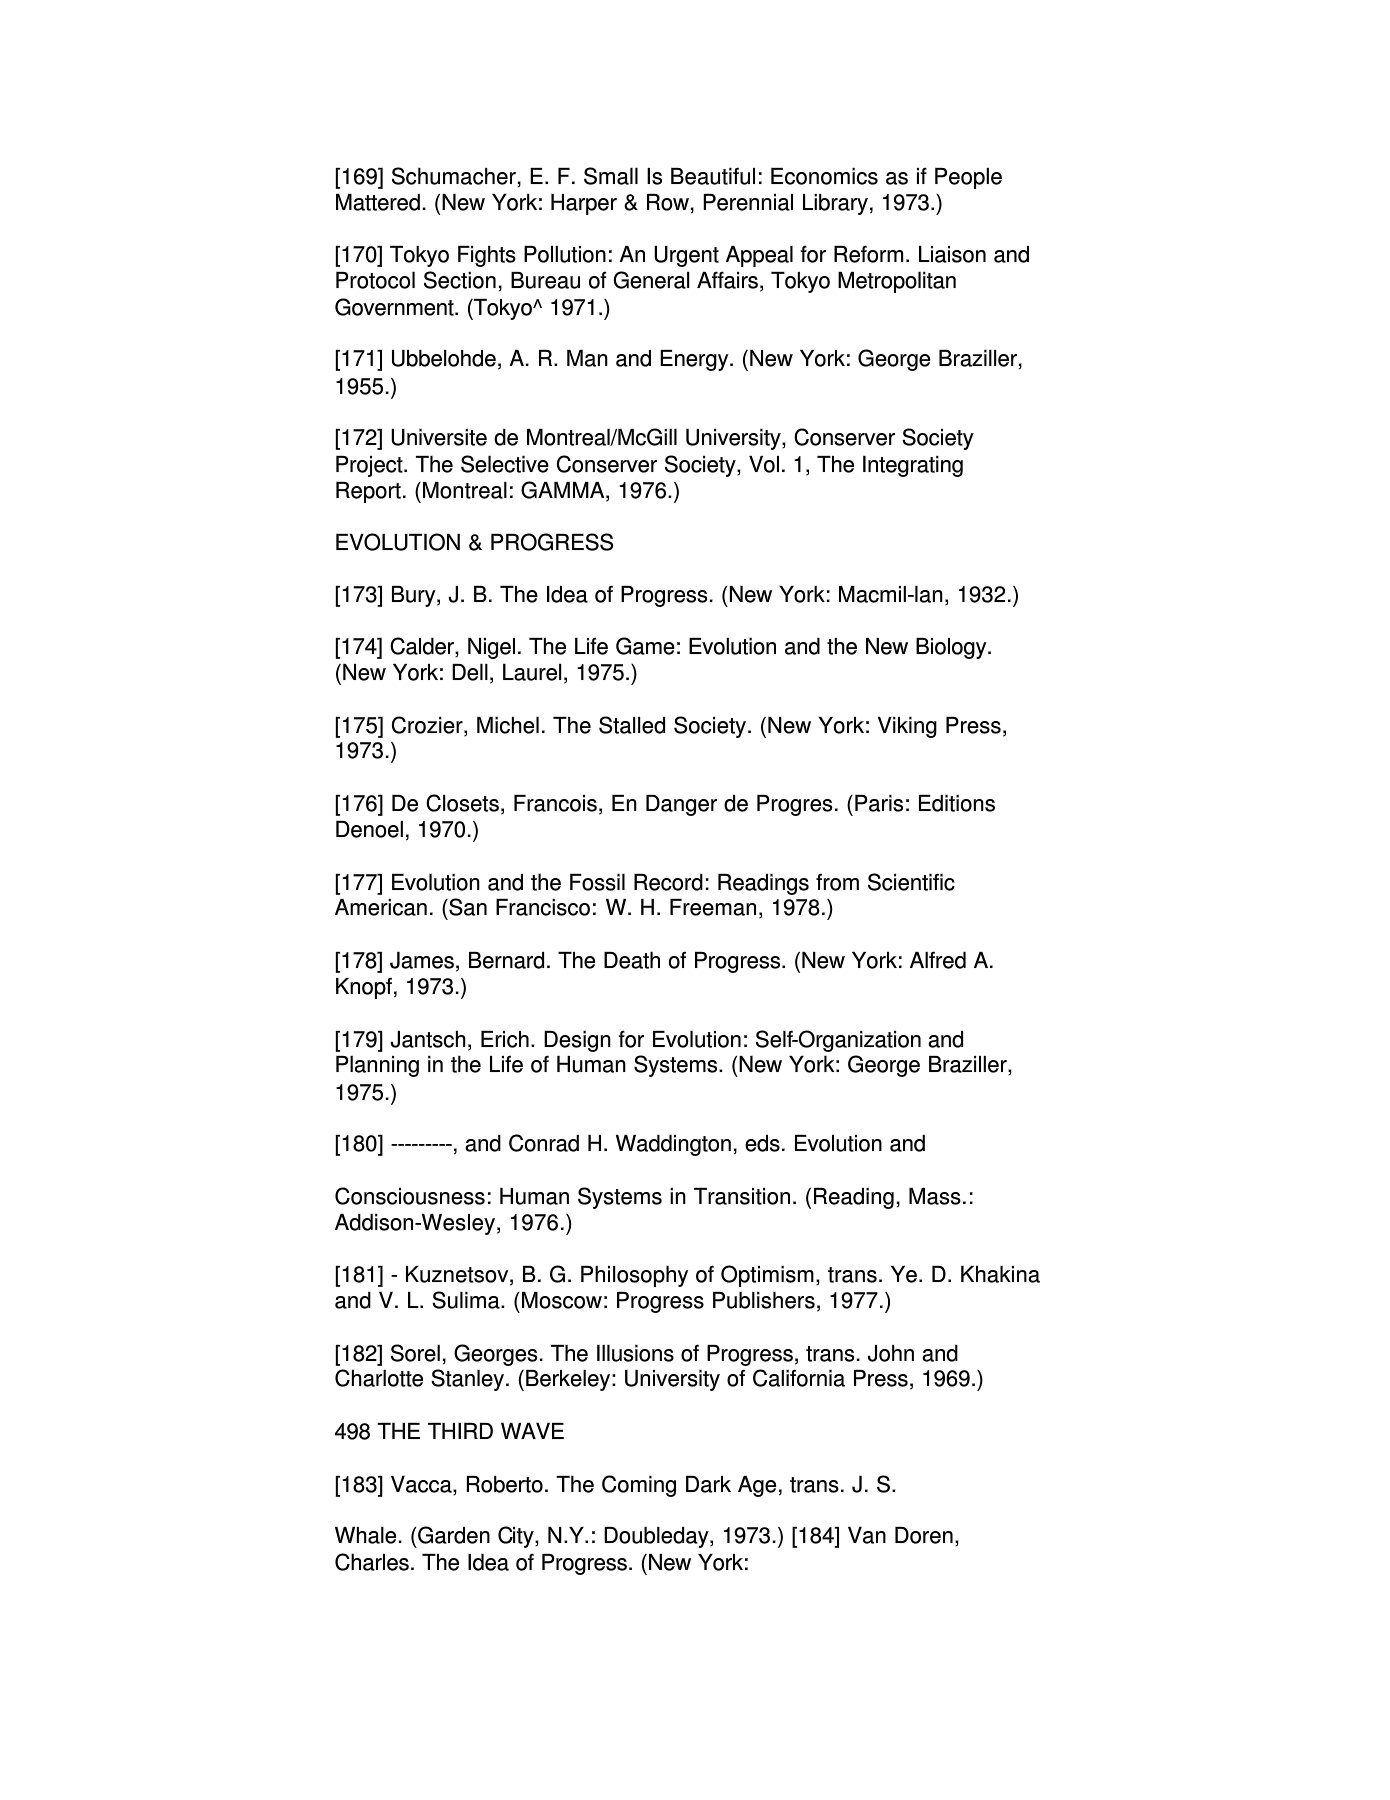 [169] Schumacher, E. F. Small Is Beautiful: Economics as if People
Mattered. (New York: Harper & Row, Perennial Library, 1973.)
[170] Tokyo Fights Pollution: An Urgent Appeal for Reform. Liaison and
Protocol Section, Bureau of General Affairs, Tokyo Metropolitan
Government. (Tokyo^ 1971.)
[171] Ubbelohde, A. R. Man and Energy. (New York: George Braziller,
1955.)
[172] Universite de Montreal/McGill University, Conserver Society
Project. The Selective Conserver Society, Vol. 1, The Integrating
Report. (Montreal: GAMMA, 1976.)
EVOLUTION & PROGRESS
[173] Bury, J. B. The Idea of Progress. (New York: Macmil-lan, 1932.)
[174] Calder, Nigel. The Life Game: Evolution and the New Biology.
(New York: Dell, Laurel, 1975.)
[175] Crozier, Michel. The Stalled Society. (New York: Viking Press,
1973.)
[176] De Closets, Francois, En Danger de Progres. (Paris: Editions
Denoel, 1970.)
[177] Evolution and the Fossil Record: Readings from Scientific
American. (San Francisco: W. H. Freeman, 1978.)
[178] James, Bernard. The Death of Progress. (New York: Alfred A.
Knopf, 1973.)
[179] Jantsch, Erich. Design for Evolution: Self-Organization and
Planning in the Life of Human Systems. (New York: George Braziller,
1975.)
[180] ---------, and Conrad H. Waddington, eds. Evolution and
Consciousness: Human Systems in Transition. (Reading, Mass.:
Addison-Wesley, 1976.)
[181] - Kuznetsov, B. G. Philosophy of Optimism, trans. Ye. D. Khakina
and V. L. Sulima. (Moscow: Progress Publishers, 1977.)
[182] Sorel, Georges. The Illusions of Progress, trans. John and
Charlotte Stanley. (Berkeley: University of California Press, 1969.)
498 THE THIRD WAVE
[183] Vacca, Roberto. The Coming Dark Age, trans. J. S.
Whale. (Garden City, N.Y.: Doubleday, 1973.) [184] Van Doren,
Charles. The Idea of Progress. (New York: